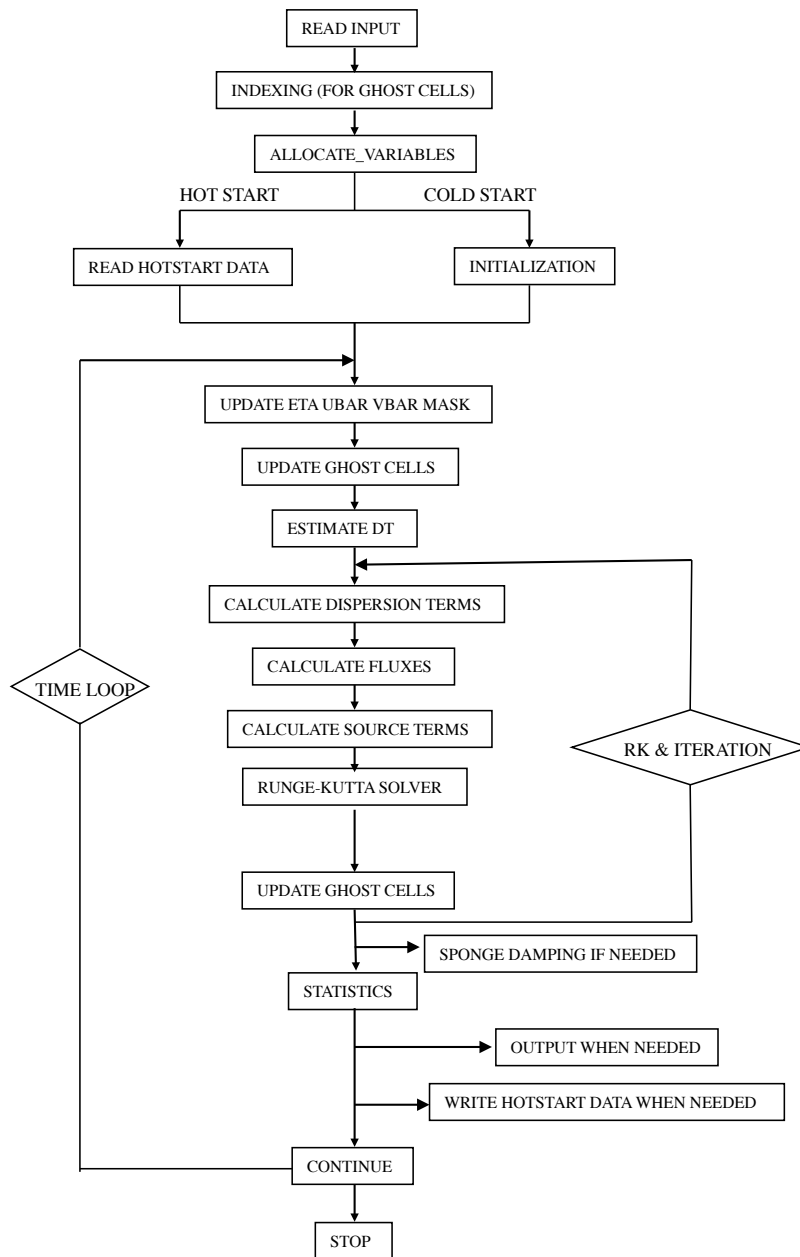 READ INPUT
INDEXING (FOR GHOST CELLS)
ALLOCATE_VARIABLES
HOT START
COLD START
READ HOTSTART DATA
INITIALIZATION
UPDATE ETA UBAR VBAR MASK
UPDATE GHOST CELLS
ESTIMATE DT
CALCULATE DISPERSION TERMS
CALCULATE FLUXES
TIME LOOP
CALCULATE SOURCE TERMS
RK & ITERATION
RUNGE-KUTTA SOLVER
UPDATE GHOST CELLS
SPONGE DAMPING IF NEEDED
STATISTICS
OUTPUT WHEN NEEDED
WRITE HOTSTART DATA WHEN NEEDED
CONTINUE
STOP